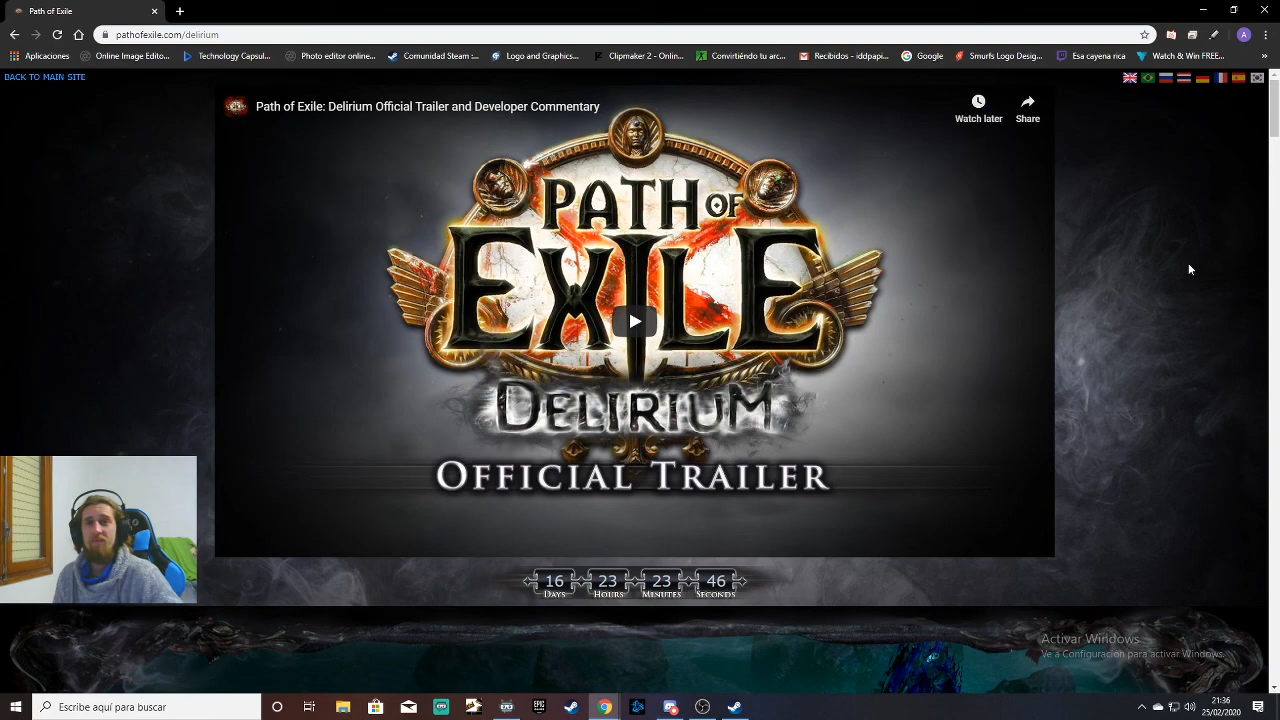 Path of Exile
pathofexile.com/delirium
Aplicaciones
Online Image Edito...
Technology Capsul...
Photo editor online...
Comunidad Steam :...
Logo and Graphics...
Clipmaker 2 - Onlin...
Convirtiéndo tu arc...
Recibidos - iddpapi...
Google
Smurfs Logo Desig...
Esa cayena rica
Watch & Win FREE...
BACK TO MAIN SITE
Path of Exile: Delirium Official Trailer and Developer Commentary
Watch later
Share
PATH OF
EXILE
DELIRIUM
OFFICIAL TRAILER
16 23 23 46
DAYS HOURS MINUTES SECONDS
Activar Windows
Ve a Configuración para activar Windows.
Escribe aquí para buscar
EPIC
21:36
25/02/2020